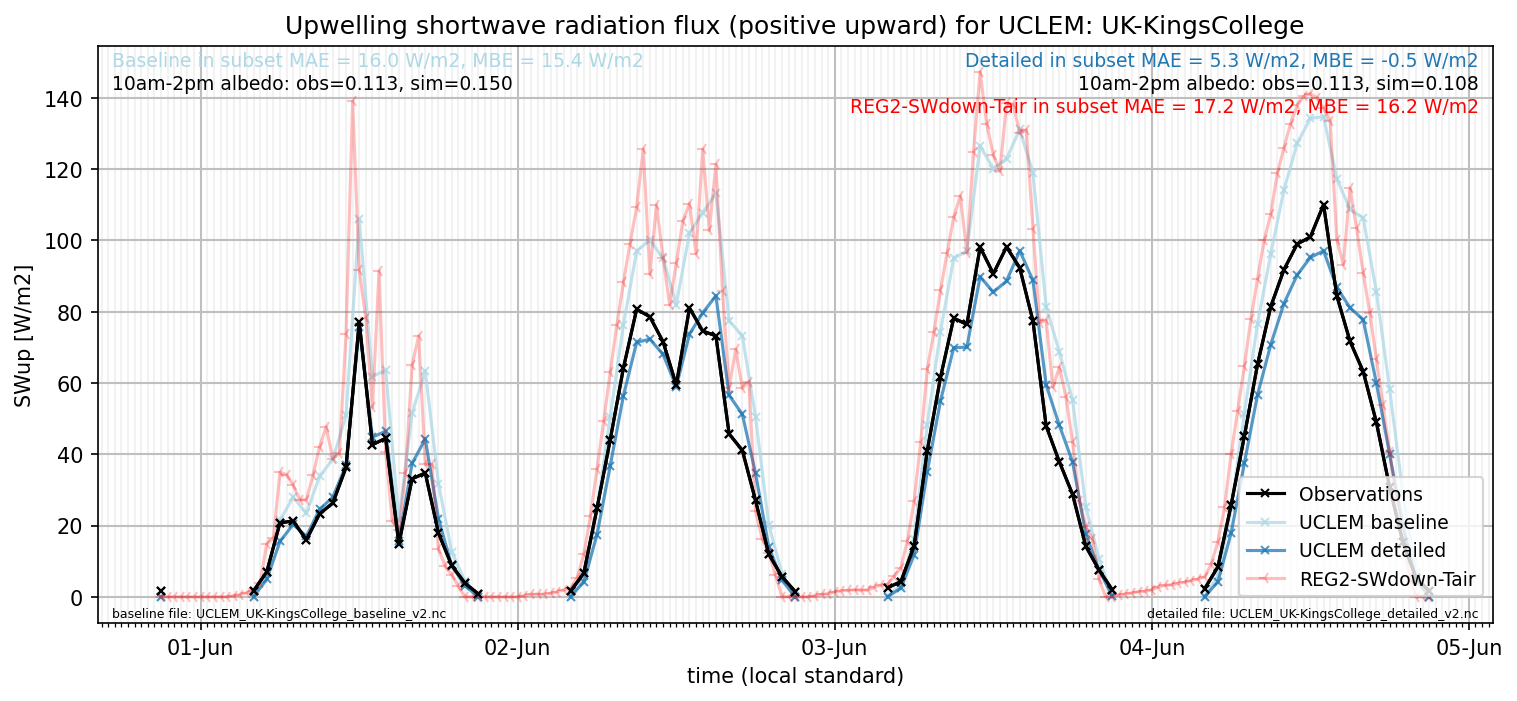 Upwelling shortwave radiation flux (positive upward) for UCLEM: UK-KingsCollege
Baseline in subset MAE = 16.0 W/m2, MBE = 15.4 W/m2
10am-2pm albedo: obs=0.113, sim=0.150
Detailed in subset MAE = 5.3 W/m2, MBE = -0.5 W/m2
10am-2pm albedo: obs=0.113, sim=0.108
REG2-SWdown-Tair in subset MAE = 17.2 W/m2, MBE = 16.2 W/m2
SWup [W/m2]
140
120
100
80
60
40
20
0
Observations
UCLEM baseline
UCLEM detailed
REG2-SWdown-Tair
baseline file: UCLEM_UK-KingsCollege_baseline_v2.nc
detailed file: UCLEM_UK-KingsCollege_detailed_v2.nc
01-Jun
02-Jun
03-Jun
04-Jun
05-Jun
time (local standard)